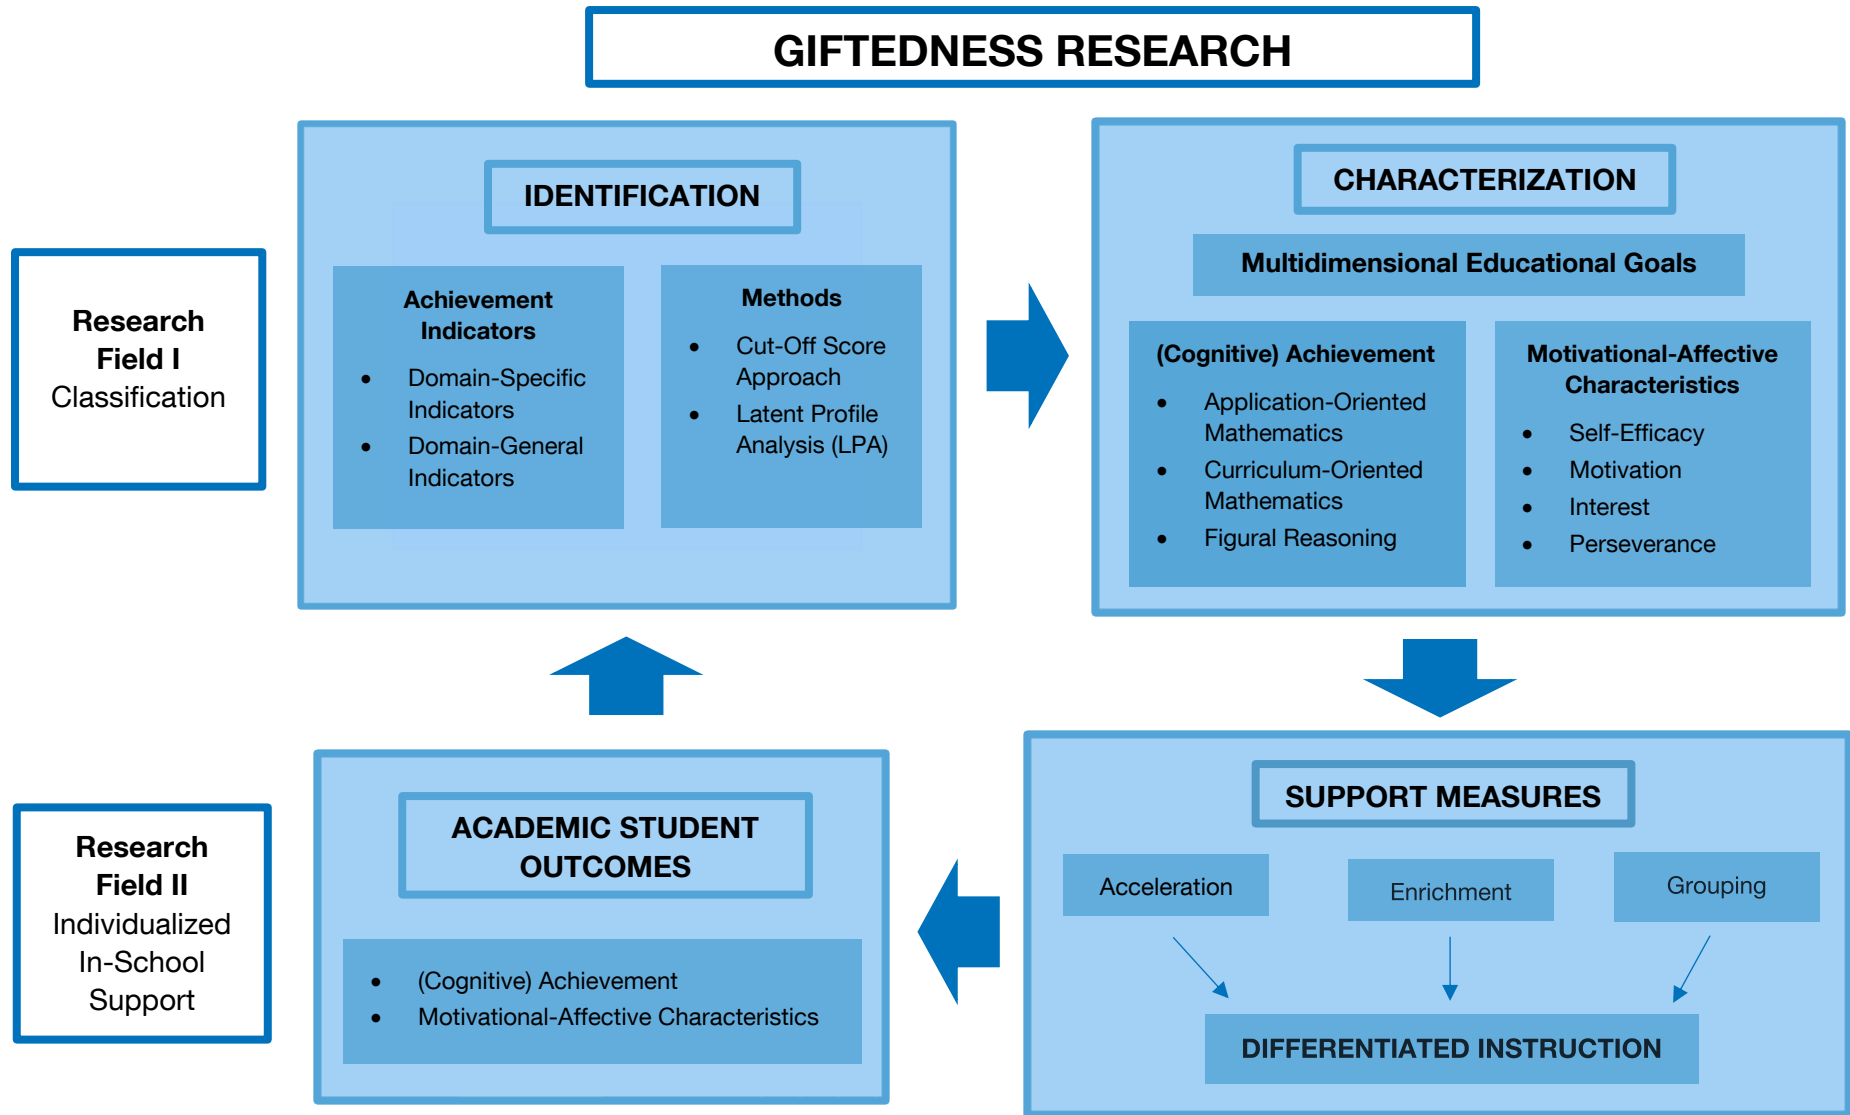 GIFTEDNESS RESEARCH
Research
Field I
Classification
IDENTIFICATION
Achievement
Indicators
• Domain-Specific
Indicators
• Domain-General
Indicators
Methods
• Cut-Off Score
Approach
• Latent Profile
Analysis (LPA)
CHARACTERIZATION
Multidimensional Educational Goals
(Cognitive) Achievement
• Application-Oriented
Mathematics
• Curriculum-Oriented
Mathematics
• Figural Reasoning
Motivational-Affective
Characteristics
• Self-Efficacy
• Motivation
• Interest
• Perseverance
Research
Field II
Individualized
In-School
Support
ACADEMIC STUDENT
OUTCOMES
• (Cognitive) Achievement
• Motivational-Affective Characteristics
SUPPORT MEASURES
Acceleration
Enrichment
Grouping
DIFFERENTIATED INSTRUCTION